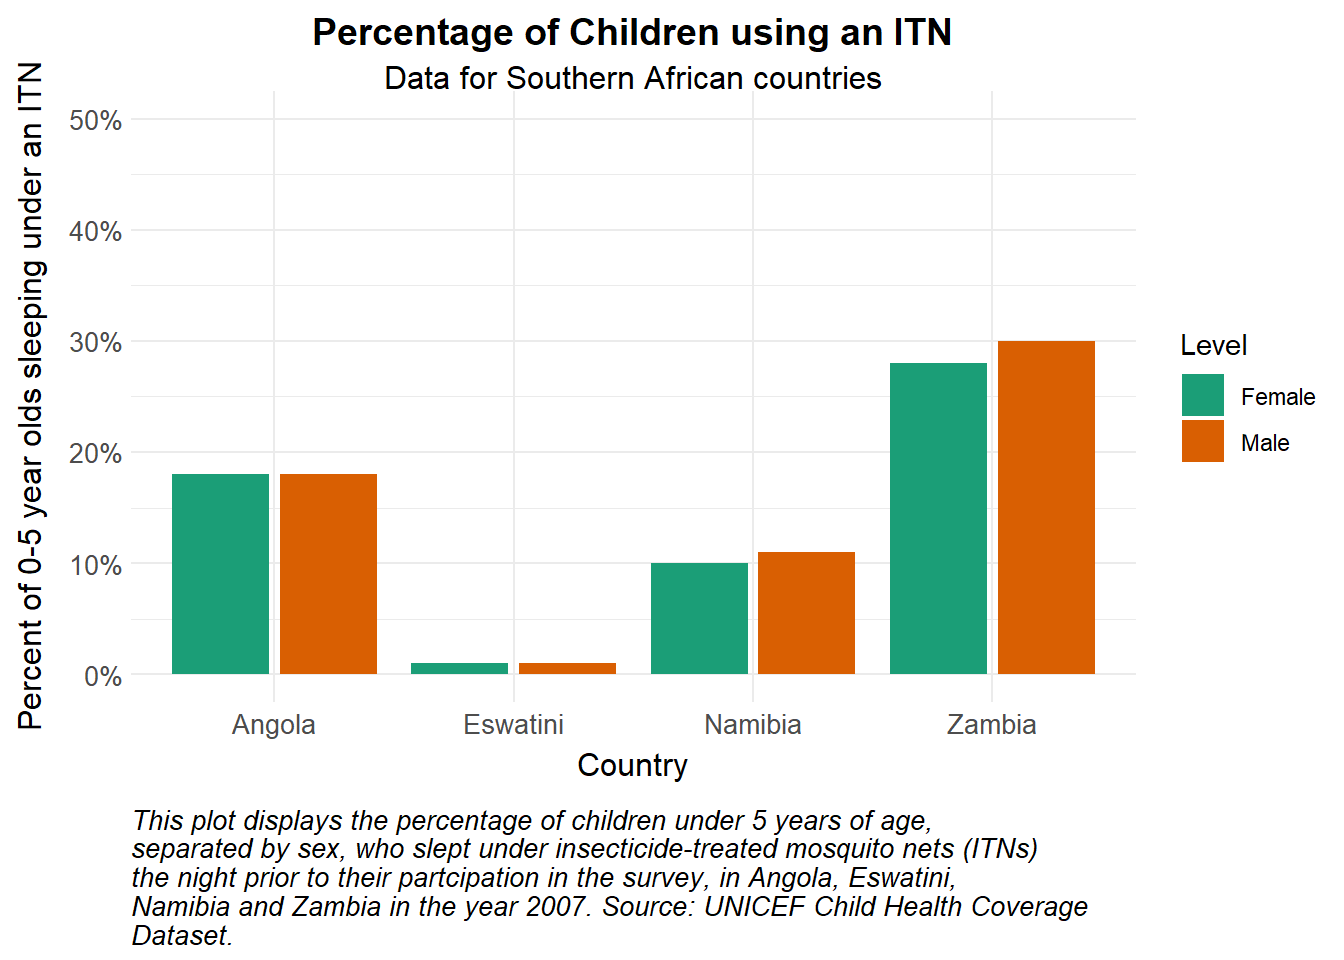 Percentage of Children using an ITN
Data for Southern African countries
Percent of 0-5 year olds sleeping under an ITN
50%
40%
30%
20%
10%
0%
Angola
Eswatini
Namibia
Zambia
Country
Level
Female
Male
This plot displays the percentage of children under 5 years of age,
separated by sex, who slept under insecticide-treated mosquito nets (ITNs)
the night prior to their partcipation in the survey, in Angola, Eswatini,
Namibia and Zambia in the year 2007. Source: UNICEF Child Health Coverage
Dataset.